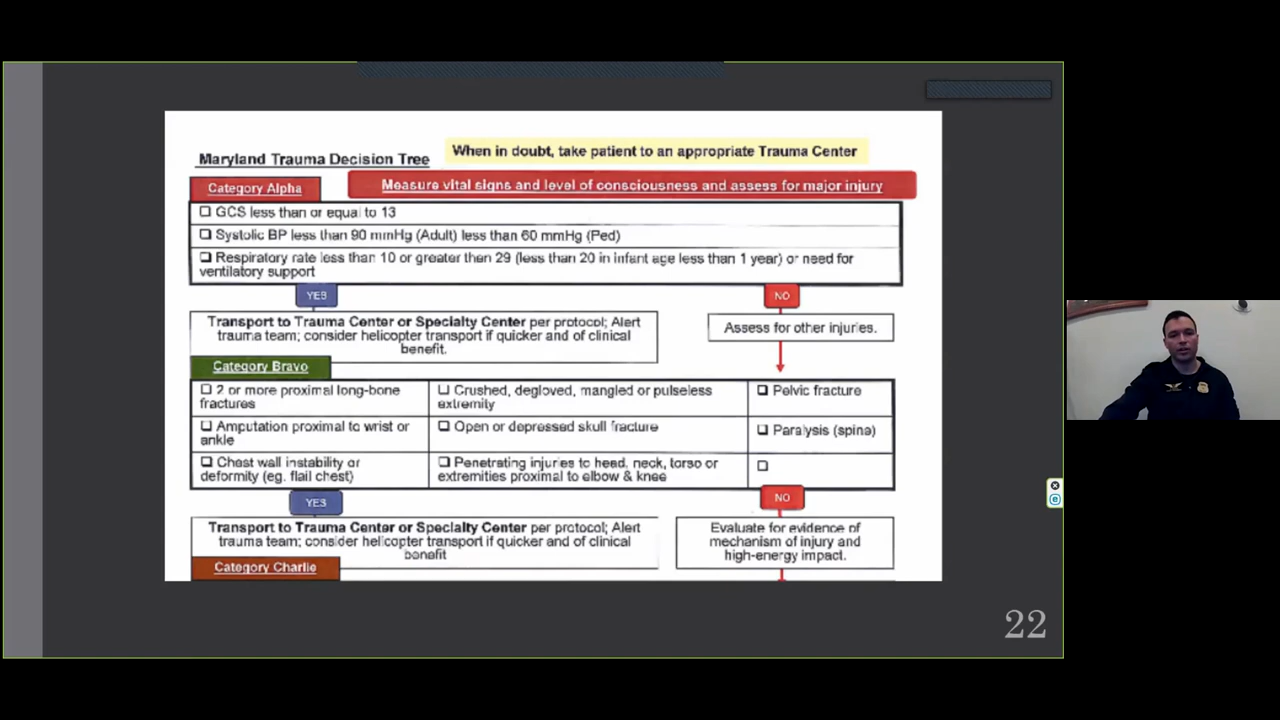 Maryland Trauma Decision Tree
When in doubt, take patient to an appropriate Trauma Center
Category Alpha
Measure vital signs and level of consciousness and assess for major injury
☐ GCS less than or equal to 13
☐ Systolic BP less than 90 mmHg (Adult) less than 60 mmHg (Ped)
☐ Respiratory rate less than 10 or greater then 29 (less than 20 in infant age less than 1 year) or need for
ventilatory support
YES
NO
Transport to Trauma Center or Specialty Center per protocol; Alert
trauma team; consider helicopter transport if quicker and of clinical
benefit.
Assess for other injuries.
Category Bravo
☐ 2 or more proximal long-bone
fractures
☐ Crushed, degloved, mangled or pulseless
extremity
☐ Pelvic fracture
☐ Amputation proximal to wrist or
ankle
☐ Open or depressed skull fracture
☐ Paralysis (spine)
☐ Chest wall instability or
deformity (eg. flail chest)
☐ Penetrating injuries to head, neck, torso or
extremities proximal to elbow & knee
☐
YES
NO
Transport to Trauma Center or Specialty Center per protocol; Alert
trauma team; consider helicopter transport if quicker and of clinical
benefit
Evaluate for evidence of
mechanism of injury and
high-energy impact.
Category Charlie
22